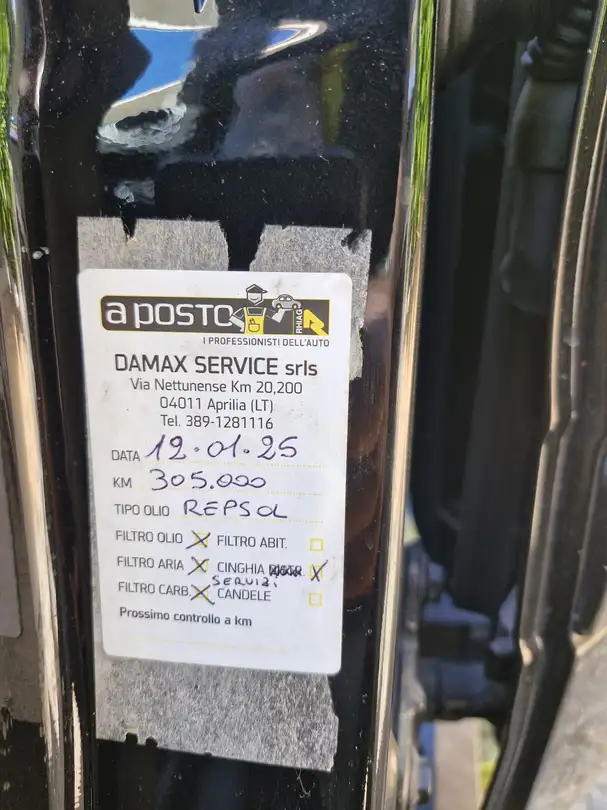 a posto
RHIAG
I PROFESSIONISTI DELL'AUTO
DAMAX SERVICE srls
Via Nettunense Km 20,200
04011 Aprilia (LT)
Tel. 389-1281116
DATA 12.01.25
KM 305.000
TIPO OLIO REPSOL
FILTRO OLIO X FILTRO ABIT.
FILTRO ARIA X CINGHIA X
SERVIZI
FILTRO CARB. X CANDELE
Prossimo controllo a km